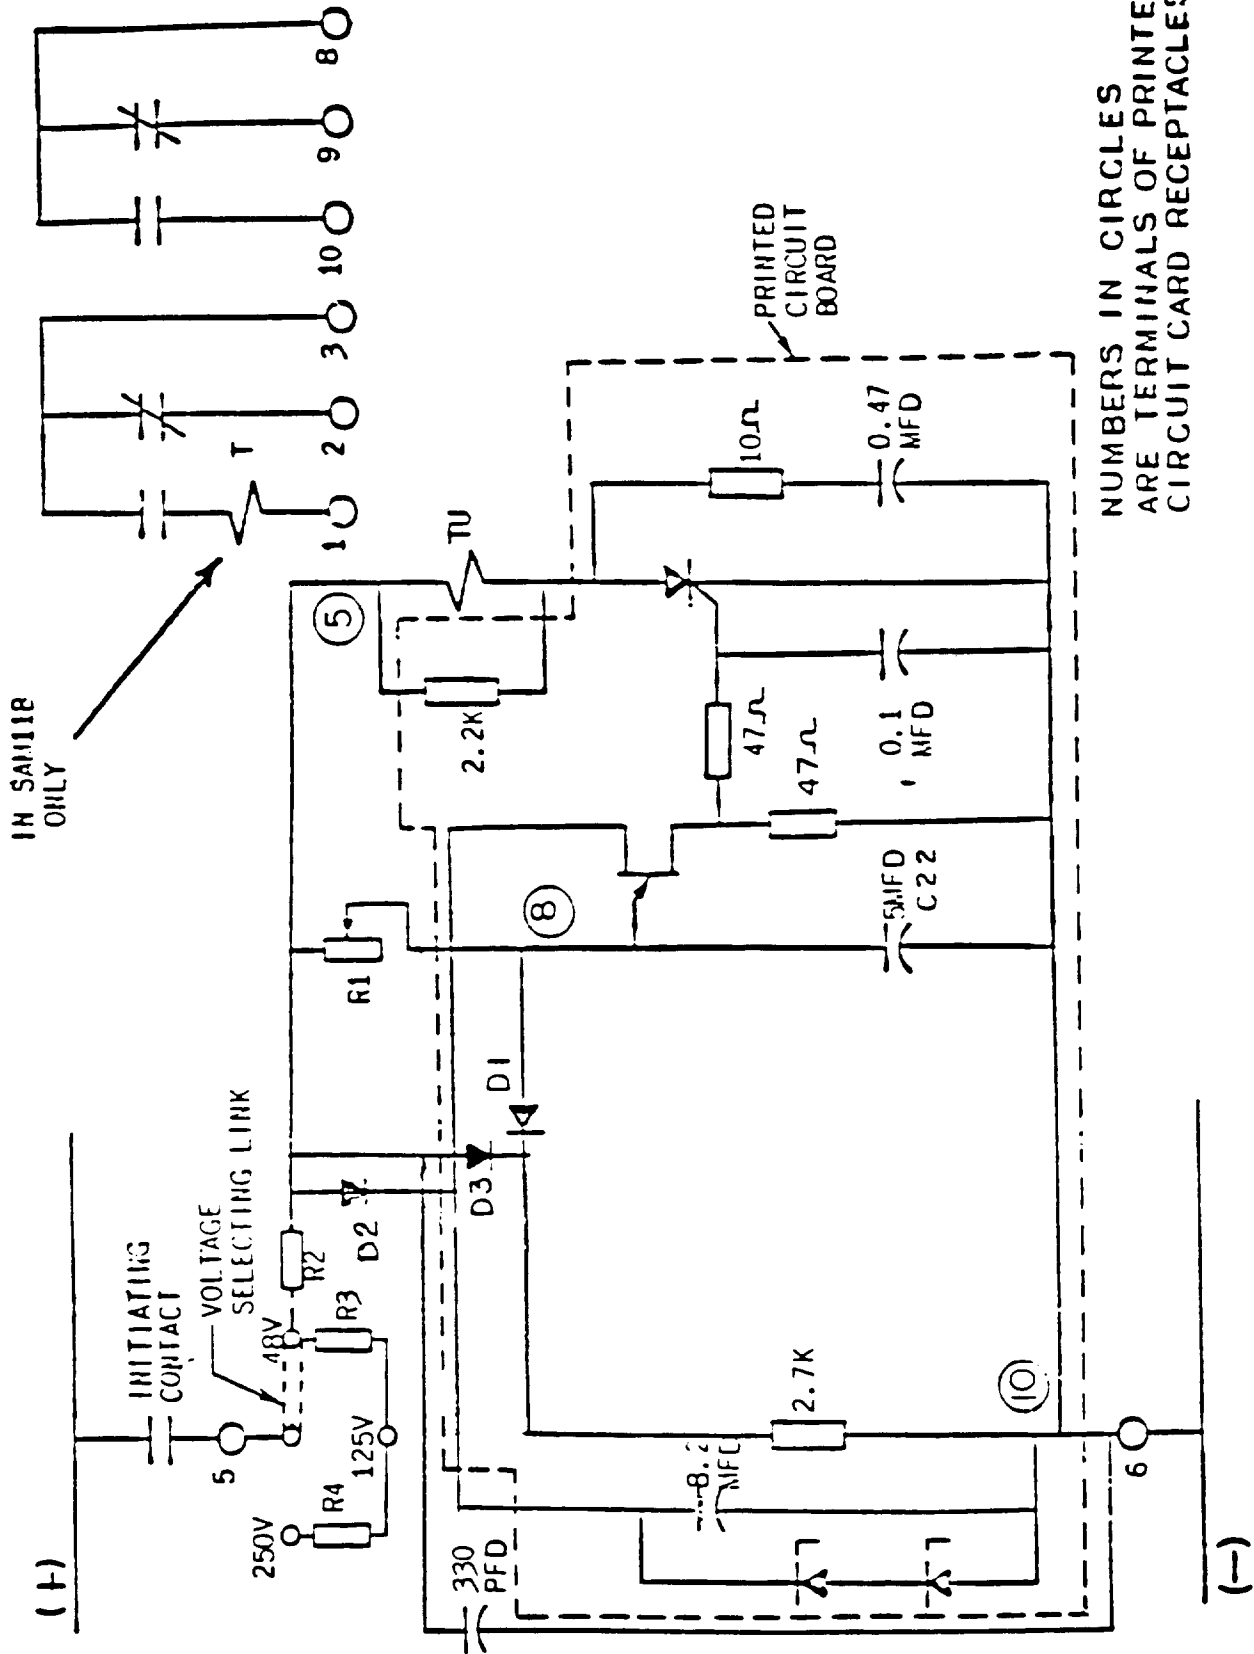 (+)
INITIATING
CONTACT
5
VOLTAGE
SELECTING LINK
48V
R2
R3
125V
R4
250V
D2
D3
D1
R1
5
8
10
TU
2.2K
47Ω
47Ω
0.1
MFD
5MFD
C22
10Ω
0.47
MFD
2.7K
MFD
330
PFD
6
(−)
PRINTED
CIRCUIT
BOARD
IN SAM11B
ONLY
T
1
2
3
10
9
8
NUMBERS IN CIRCLES
ARE TERMINALS OF PRINTE
CIRCUIT CARD RECEPTACLES